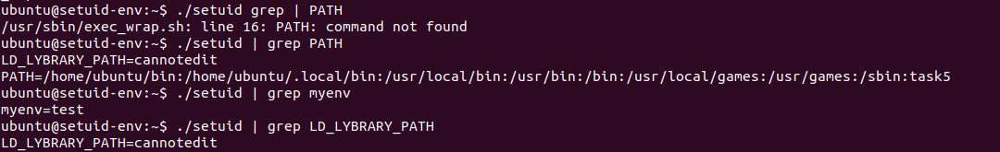 ubuntu@setuid-env:~$ ./setuid grep | PATH
/usr/sbin/exec_wrap.sh: line 16: PATH: command not found
ubuntu@setuid-env:~$ ./setuid | grep PATH
LD_LYBRARY_PATH=cannotedit
PATH=/home/ubuntu/bin:/home/ubuntu/.local/bin:/usr/local/bin:/usr/bin:/bin:/usr/local/games:/usr/games:/sbin:task5
ubuntu@setuid-env:~$ ./setuid | grep myenv
myenv=test
ubuntu@setuid-env:~$ ./setuid | grep LD_LYBRARY_PATH
LD_LYBRARY_PATH=cannotedit